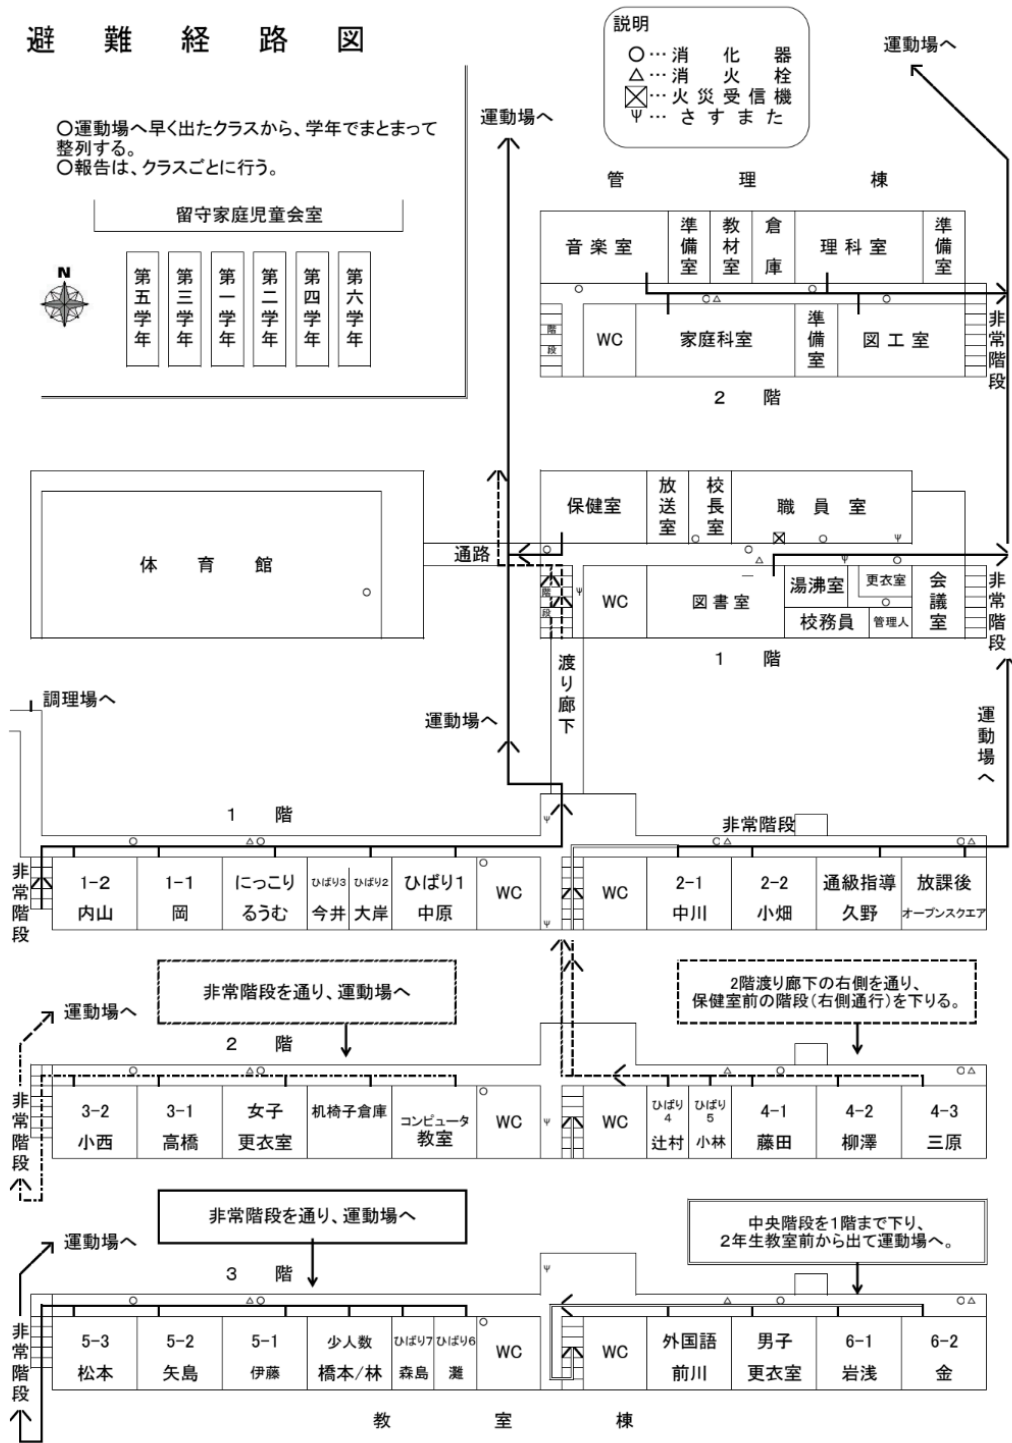 避難経路図
説明
○…消化器
△…消火栓
…火災受信機
Ψ…さすまた
運動場へ
運動場へ
○運動場へ早く出たクラスから、学年でまとまって
整列する。
○報告は、クラスごとに行う。
留守家庭児童会室
N
第五学年
第三学年
第一学年
第二学年
第四学年
第六学年
管理棟
音楽室
準備室
教材室
倉庫
理科室
準備室
階段
WC
家庭科室
準備室
図工室
非常階段
2階
体育館
通路
保健室
放送室
校長室
職員室
階段
WC
図書室
湯沸室
更衣室
校務員
管理人
会議室
非常階段
1階
渡り廊下
調理場へ
運動場へ
運動場へ
1階
非常階段
非常階段
1-2
内山
1-1
岡
にっこり
るうむ
ひばり3
今井
ひばり2
大岸
ひばり1
中原
WC
WC
2-1
中川
2-2
小畑
通級指導
久野
放課後
オープンスクエア
非常階段を通り、運動場へ
2階渡り廊下の右側を通り、
保健室前の階段(右側通行)を下りる。
運動場へ
2階
非常階段
3-2
小西
3-1
高橋
女子
更衣室
机椅子倉庫
コンピュータ
教室
WC
WC
ひばり
4
辻村
ひばり
5
小林
4-1
藤田
4-2
柳澤
4-3
三原
非常階段を通り、運動場へ
中央階段を1階まで下り、
2年生教室前から出て運動場へ。
運動場へ
3階
非常階段
5-3
松本
5-2
矢島
5-1
伊藤
少人数
橋本/林
ひばり7
森島
ひばり6
灘
WC
WC
外国語
前川
男子
更衣室
6-1
岩浅
6-2
金
教室棟